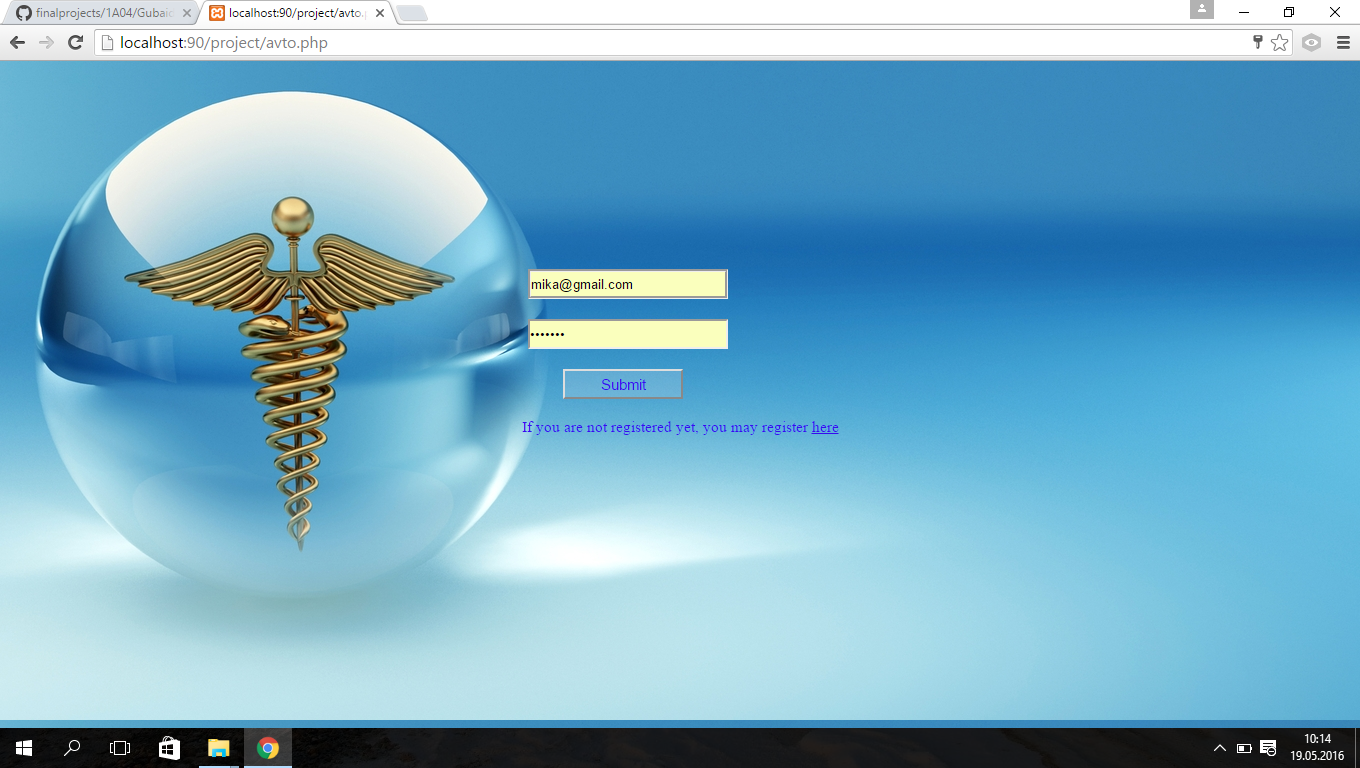 finalprojects/1A04/Gubaid
localhost:90/project/avto.p
localhost:90/project/avto.php
mika@gmail.com
•••••••
Submit
If you are not registered yet, you may register here
10:14
19.05.2016